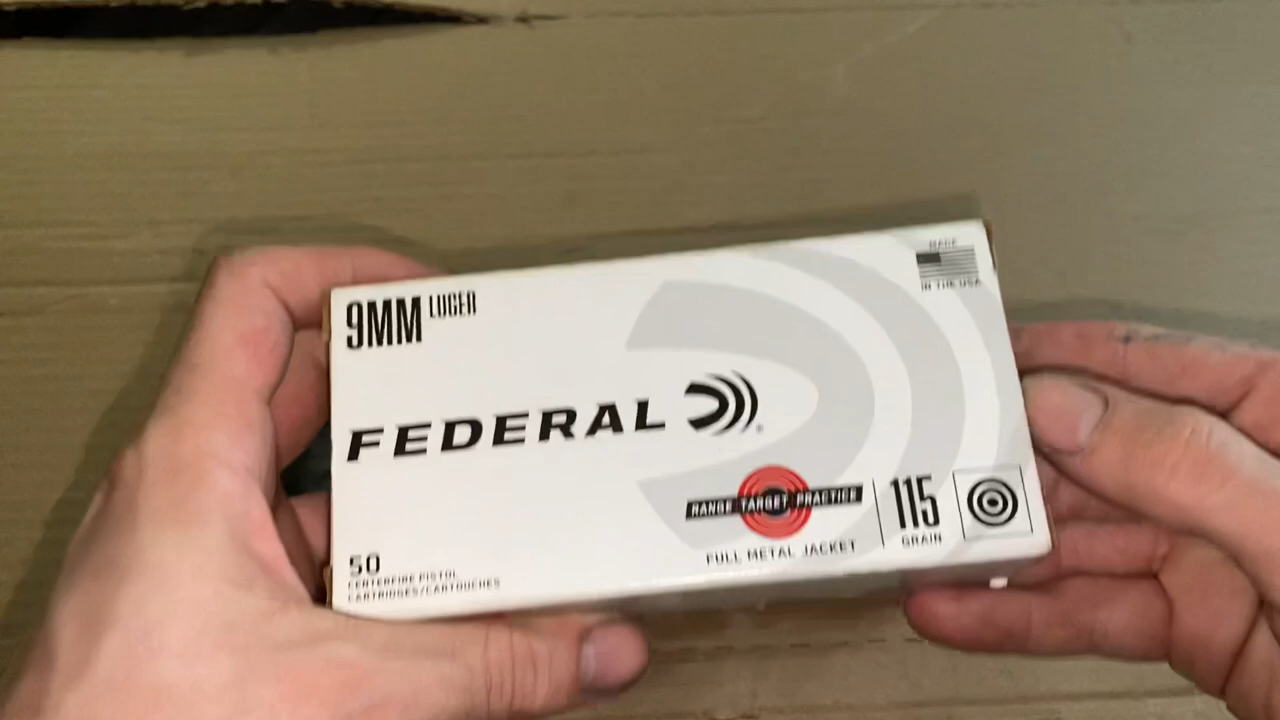 9MM LUGER
MADE
IN THE USA
FEDERAL
®
RANGE TARGET PRACTICE
FULL METAL JACKET
115
GRAIN
50
CENTERFIRE PISTOL
CARTRIDGES/CARTOUCHES